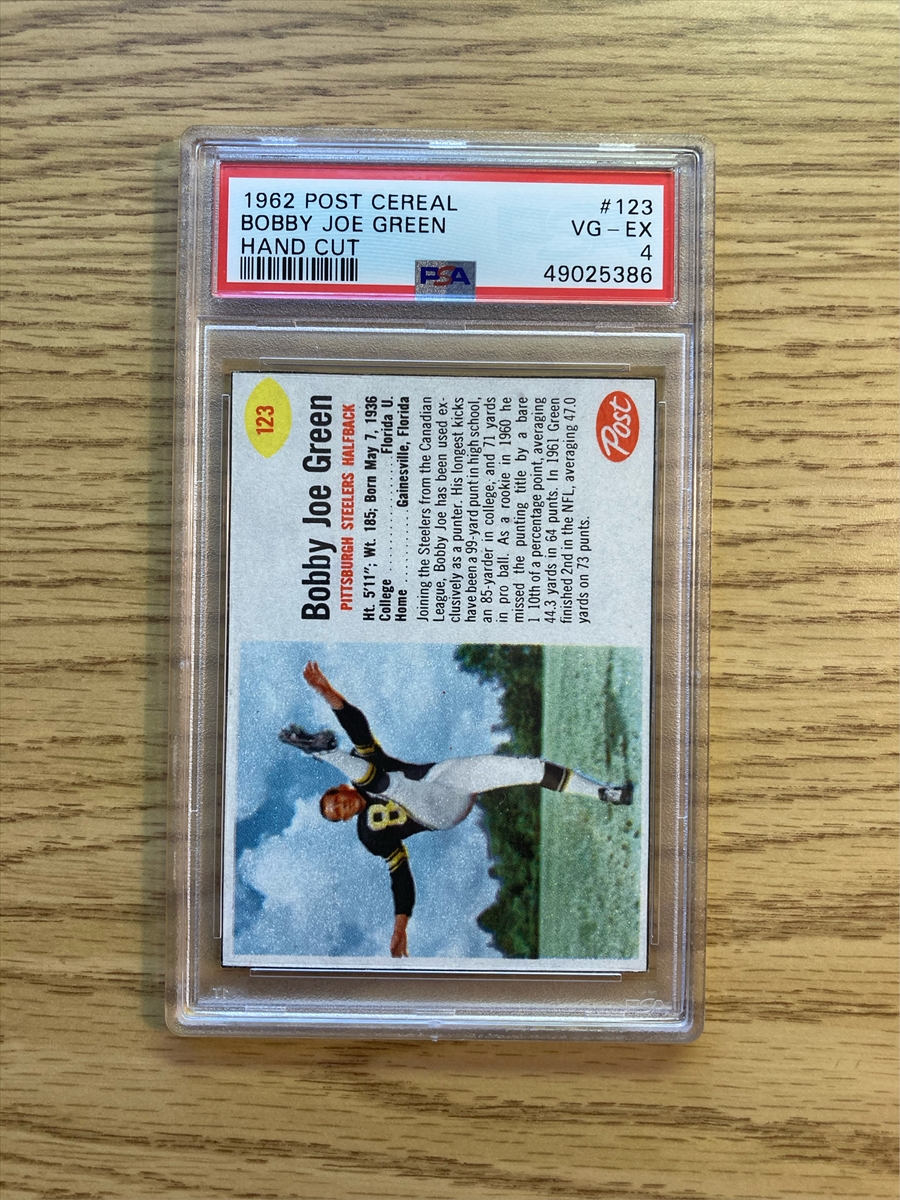 1962 POST CEREAL #123
BOBBY JOE GREEN VG-EX
HAND CUT 4
PSA 49025386
123
Bobby Joe Green
PITTSBURGH STEELERS HALFBACK
Ht. 5'11"; Wt. 185; Born May 7, 1936
College .......... Florida U.
Home .......... Gainesville, Florida
Joining the Steelers from the Canadian
League, Bobby Joe has been used ex-
clusively as a punter. His longest kicks
have been a 99-yard punt in high school,
an 85-yarder in college, and 71 yards
in pro ball. As a rookie in 1960 he
missed the punting title by a bare
1 10th of a percentage point, averaging
44.3 yards in 64 punts. In 1961 Green
finished 2nd in the NFL, averaging 47.0
yards on 73 punts.
Post
8